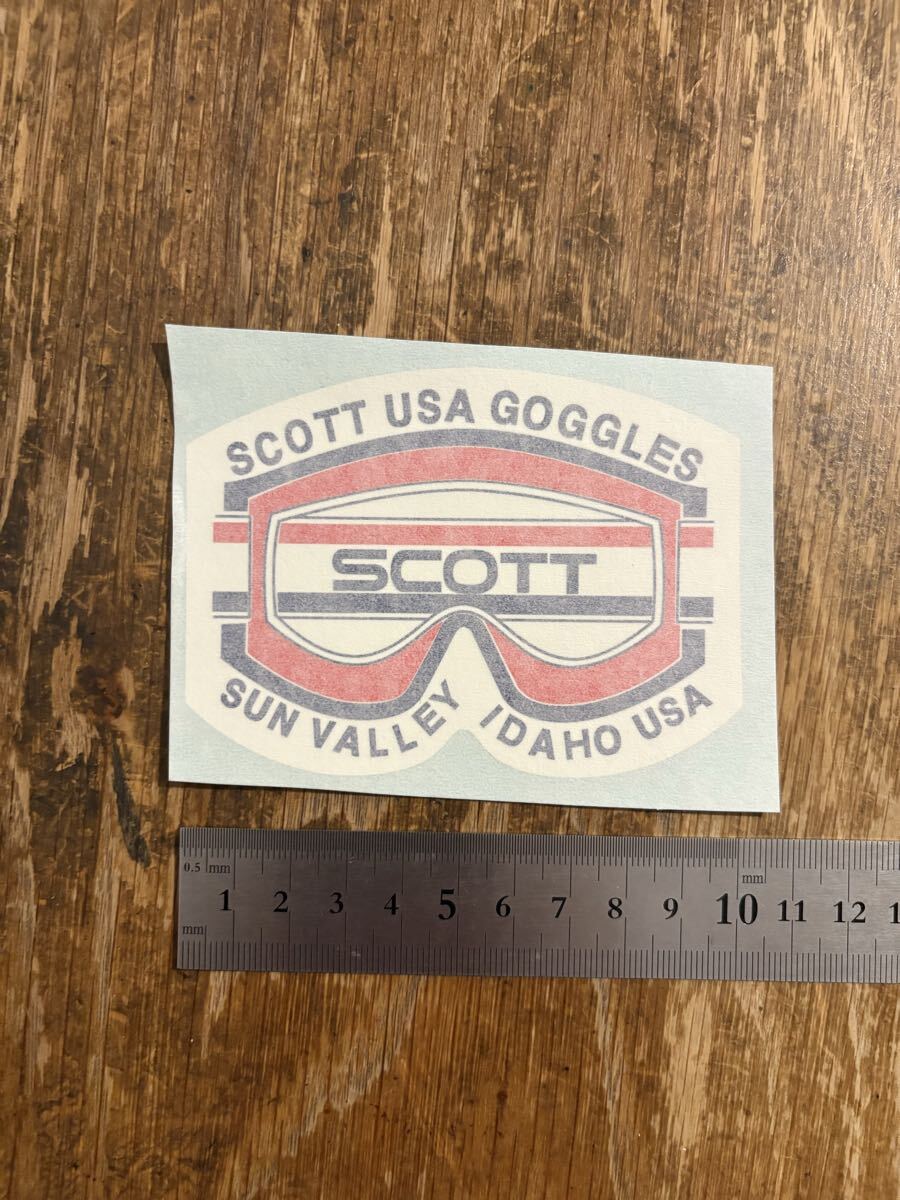 SCOTT USA GOGGLES
SCOTT
SUN VALLEY IDAHO USA
0.5 mm
mm
1 2 3 4 5 6 7 8 9 10 11 12
mm